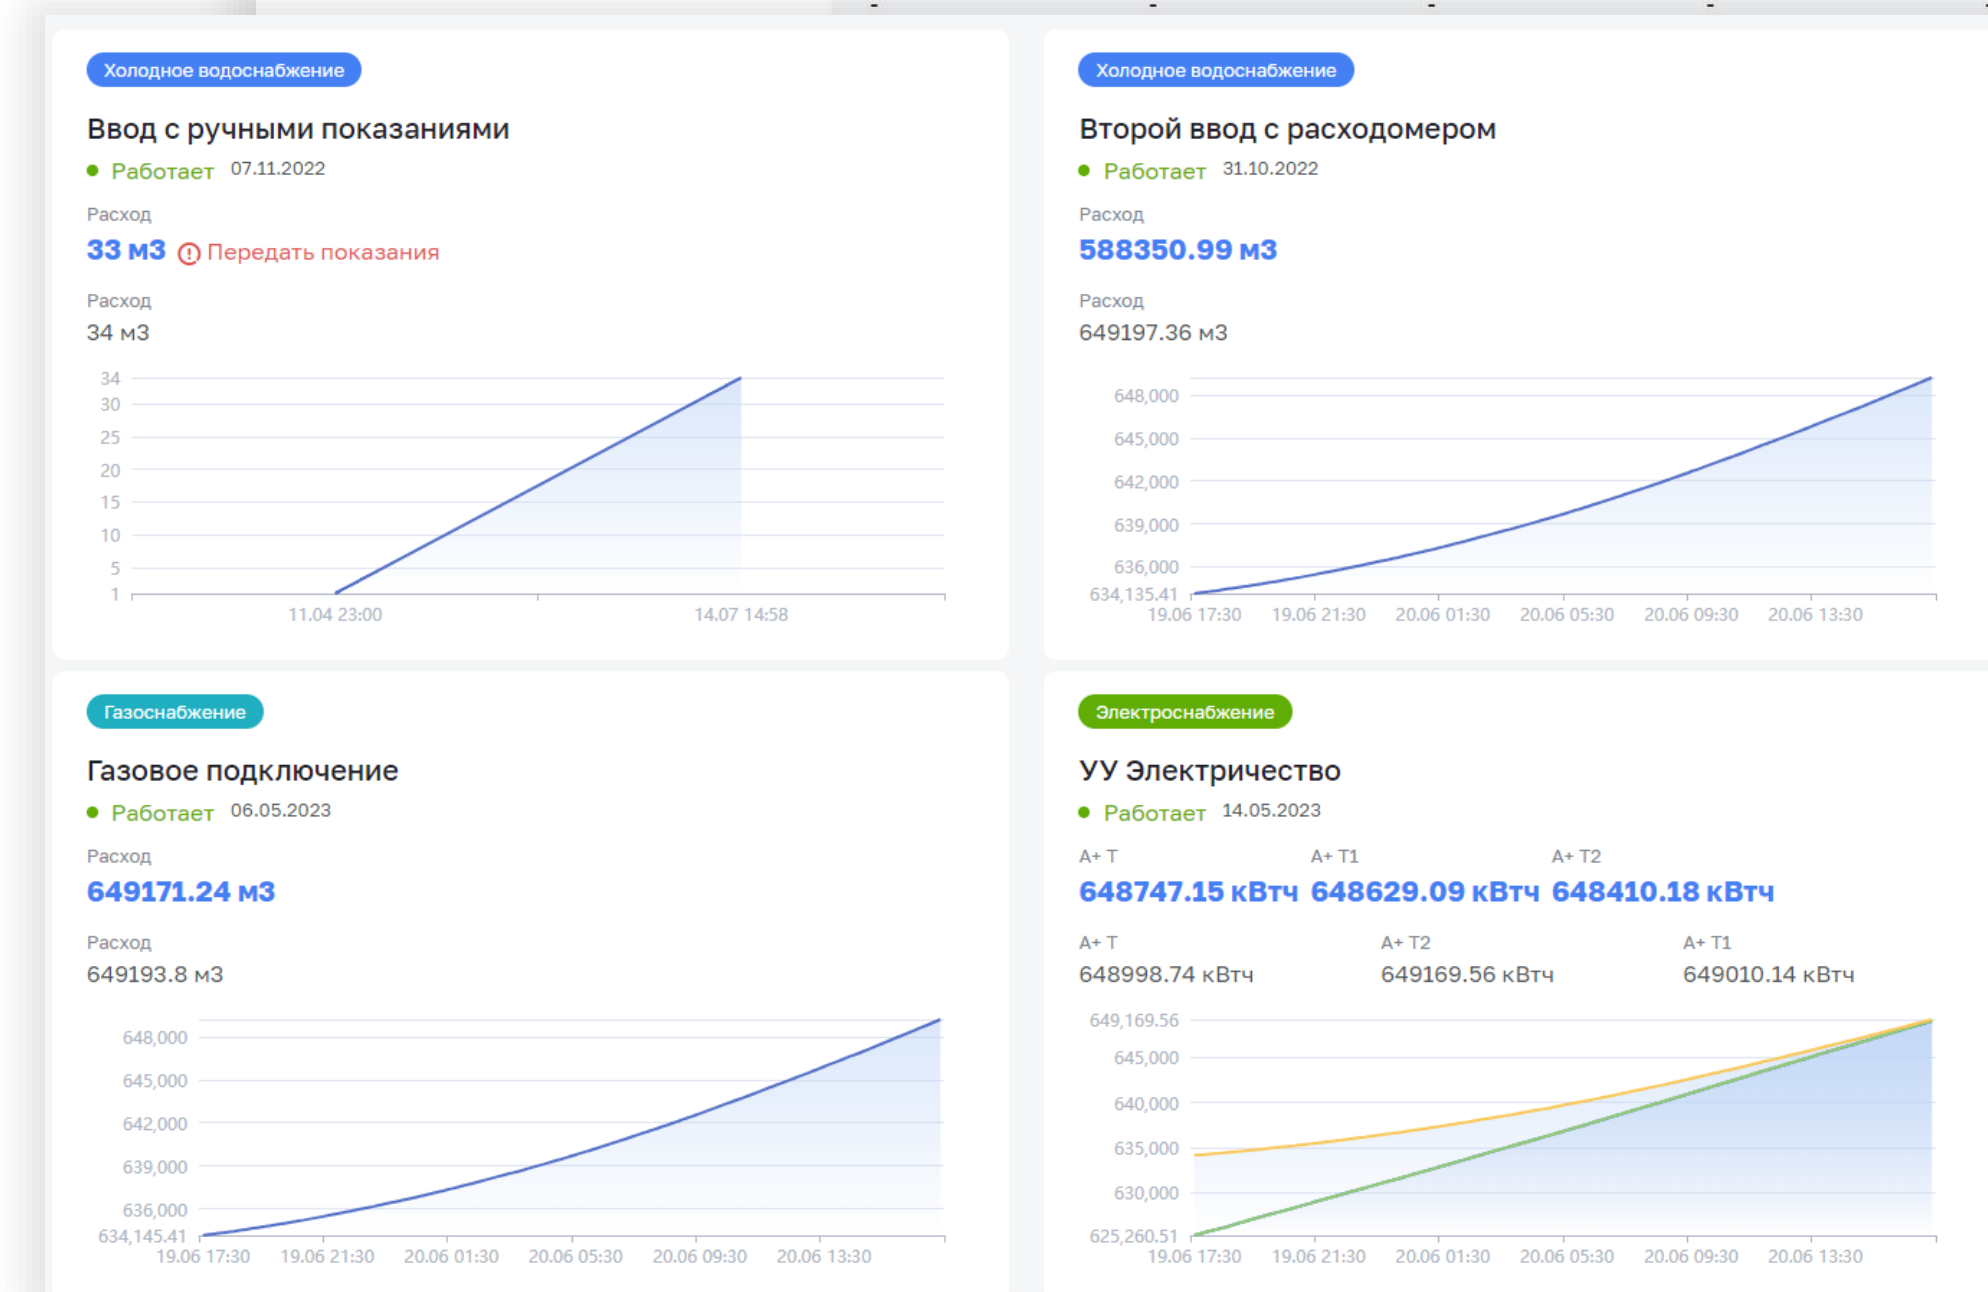 Холодное водоснабжение
Ввод с ручными показаниями
Работает 07.11.2022
Расход
33 м3 Передать показания
Расход
34 м3
34
30
25
20
15
10
5
1
11.04 23:00 14.07 14:58
Холодное водоснабжение
Второй ввод с расходомером
Работает 31.10.2022
Расход
588350.99 м3
Расход
649197.36 м3
648,000
645,000
642,000
639,000
636,000
634,135.41
19.06 17:30 19.06 21:30 20.06 01:30 20.06 05:30 20.06 09:30 20.06 13:30
Газоснабжение
Газовое подключение
Работает 06.05.2023
Расход
649171.24 м3
Расход
649193.8 м3
648,000
645,000
642,000
639,000
636,000
634,145.41
19.06 17:30 19.06 21:30 20.06 01:30 20.06 05:30 20.06 09:30 20.06 13:30
Электроснабжение
УУ Электричество
Работает 14.05.2023
А+ Т А+ Т1 А+ Т2
648747.15 кВтч 648629.09 кВтч 648410.18 кВтч
А+ Т А+ Т2 А+ Т1
648998.74 кВтч 649169.56 кВтч 649010.14 кВтч
649,169.56
645,000
640,000
635,000
630,000
625,260.51
19.06 17:30 19.06 21:30 20.06 01:30 20.06 05:30 20.06 09:30 20.06 13:30